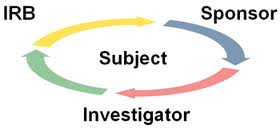 IRB Sponsor
Subject
Investigator